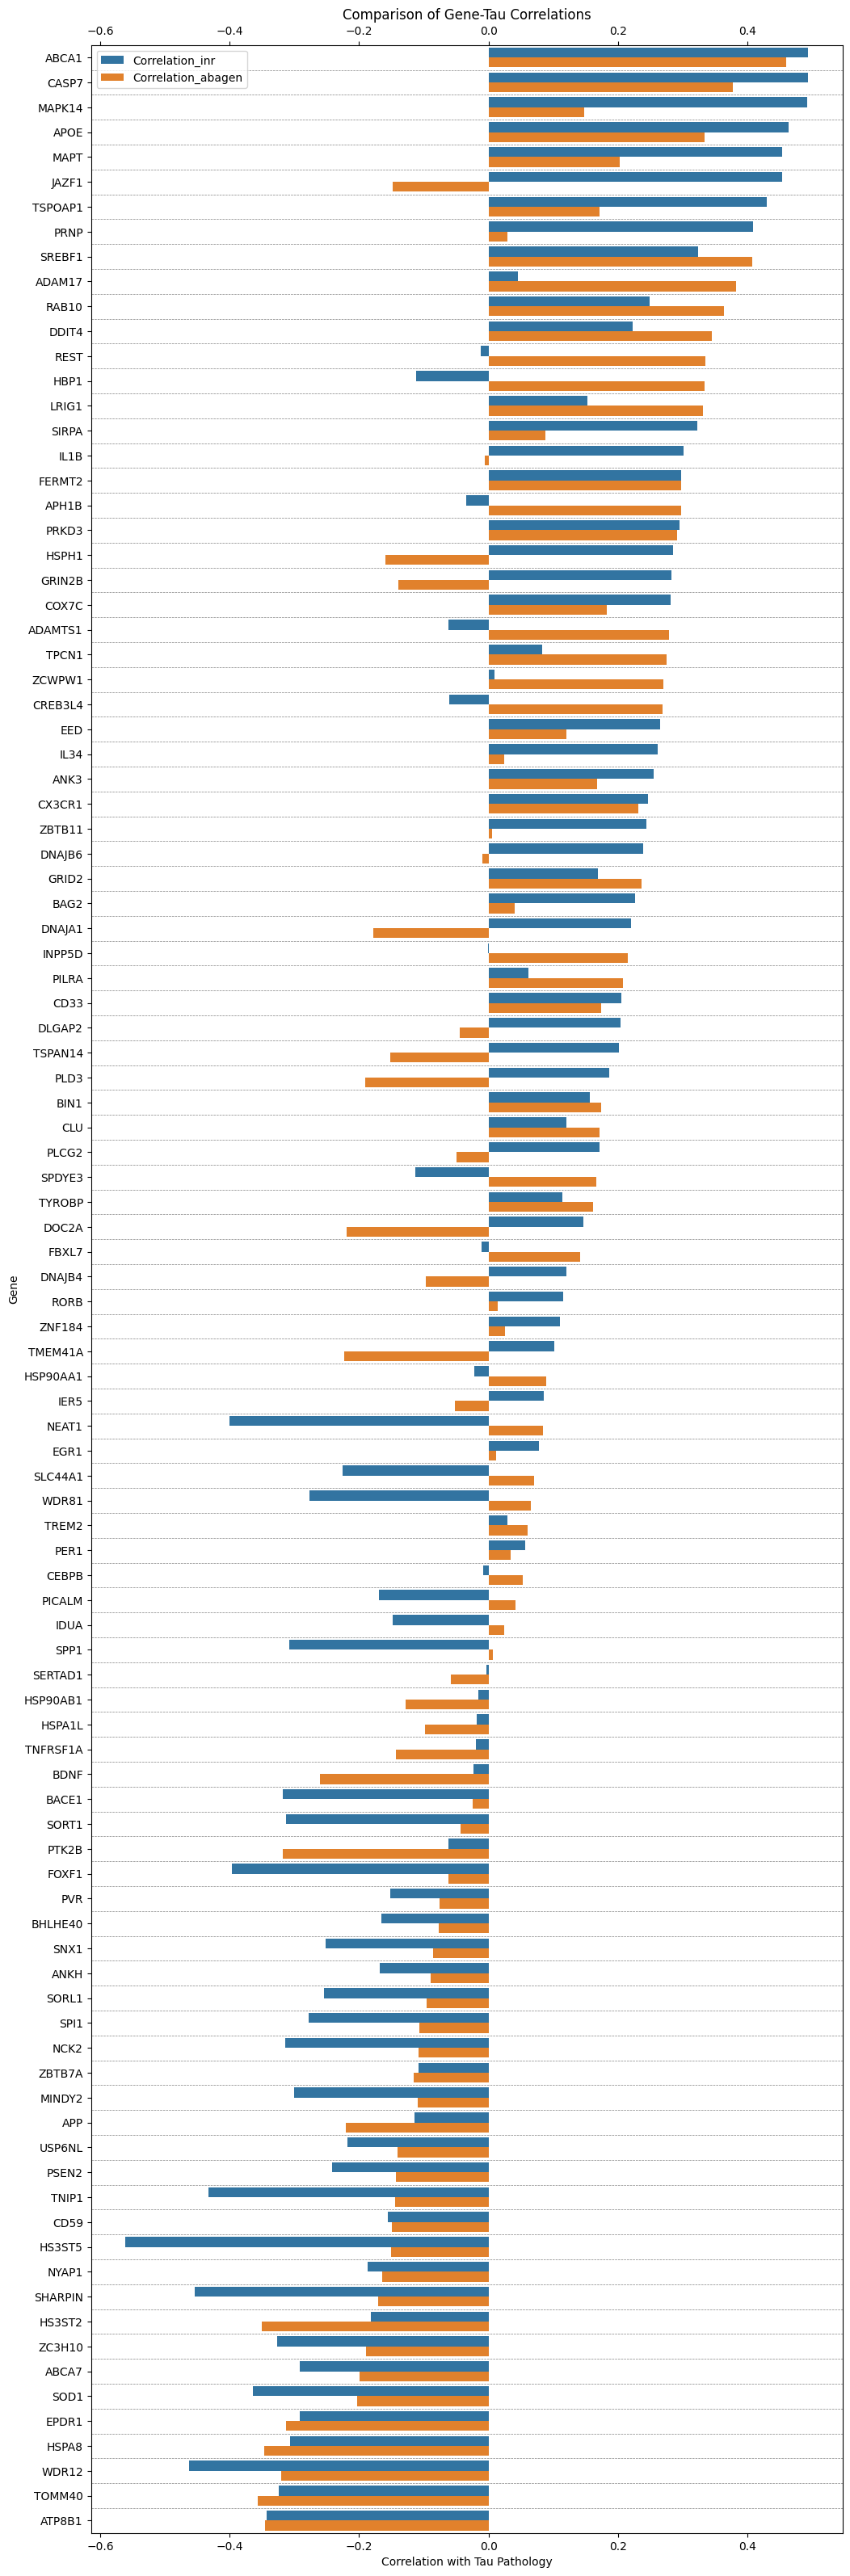 Comparison of Gene-Tau Correlations
−0.6 −0.4 −0.2 0.0 0.2 0.4
Correlation_inr
Correlation_abagen
ABCA1
CASP7
MAPK14
APOE
MAPT
JAZF1
TSPOAP1
PRNP
SREBF1
ADAM17
RAB10
DDIT4
REST
HBP1
LRIG1
SIRPA
IL1B
FERMT2
APH1B
PRKD3
HSPH1
GRIN2B
COX7C
ADAMTS1
TPCN1
ZCWPW1
CREB3L4
EED
IL34
ANK3
CX3CR1
ZBTB11
DNAJB6
GRID2
BAG2
DNAJA1
INPP5D
PILRA
CD33
DLGAP2
TSPAN14
PLD3
BIN1
CLU
PLCG2
SPDYE3
TYROBP
DOC2A
FBXL7
DNAJB4
RORB
ZNF184
TMEM41A
HSP90AA1
IER5
NEAT1
EGR1
SLC44A1
WDR81
TREM2
PER1
CEBPB
PICALM
IDUA
SPP1
SERTAD1
HSP90AB1
HSPA1L
TNFRSF1A
BDNF
BACE1
SORT1
PTK2B
FOXF1
PVR
BHLHE40
SNX1
ANKH
SORL1
SPI1
NCK2
ZBTB7A
MINDY2
APP
USP6NL
PSEN2
TNIP1
CD59
HS3ST5
NYAP1
SHARPIN
HS3ST2
ZC3H10
ABCA7
SOD1
EPDR1
HSPA8
WDR12
TOMM40
ATP8B1
Gene
−0.6 −0.4 −0.2 0.0 0.2 0.4
Correlation with Tau Pathology